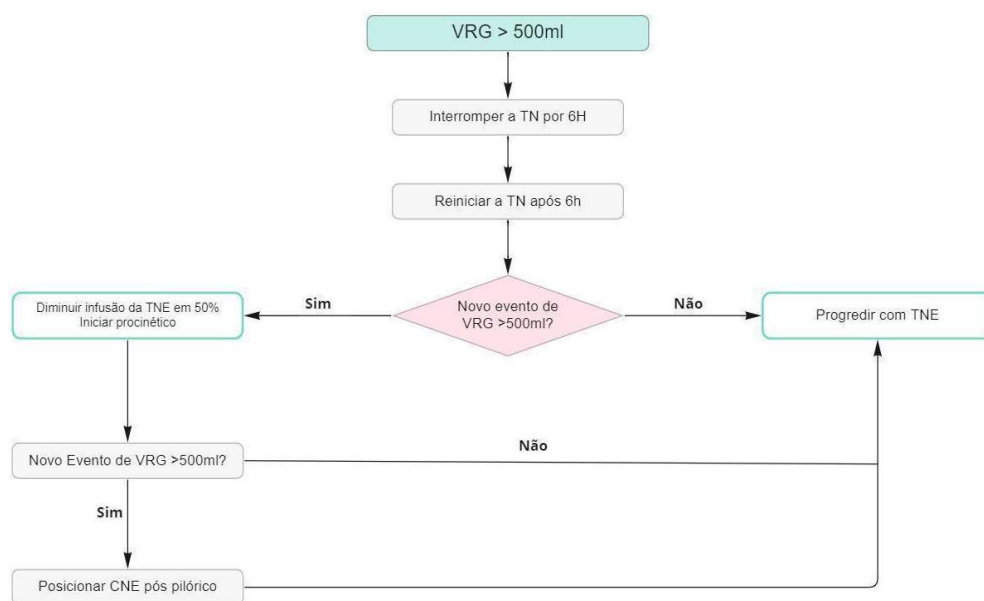 VRG > 500ml
Interromper a TN por 6H
Reiniciar a TN após 6h
Novo evento de
VRG >500ml?
Sim
Não
Diminuir infusão da TNE em 50%
Iniciar procinético
Progredir com TNE
Novo Evento de VRG >500ml?
Não
Sim
Posicionar CNE pós pilórico